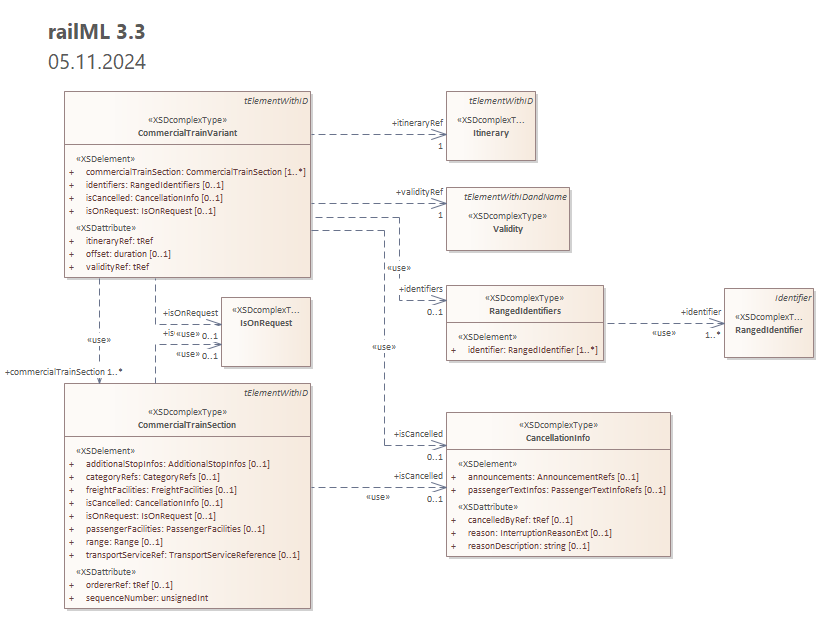 railML 3.3
05.11.2024
tElementWithID
«XSDcomplexType»
CommercialTrainVariant
«XSDelement»
+ commercialTrainSection: CommercialTrainSection [1..*]
+ identifiers: RangedIdentifiers [0..1]
+ isCancelled: CancellationInfo [0..1]
+ isOnRequest: IsOnRequest [0..1]
«XSDattribute»
+ itineraryRef: tRef
+ offset: duration [0..1]
+ validityRef: tRef
+itineraryRef
1
tElementWithID
«XSDcomplexT...
Itinerary
+validityRef
1
tElementWithIDandName
«XSDcomplexType»
Validity
«use»
+identifiers
0..1
«XSDcomplexType»
RangedIdentifiers
«XSDelement»
+ identifier: RangedIdentifier [1..*]
+identifier
«use»
1..*
Identifier
«XSDcomplexT...
RangedIdentifier
+isOnRequest
«use» 0..1
«use» 0..1
«XSDcomplexT...
IsOnRequest
«use»
+commercialTrainSection 1..*
«use»
tElementWithID
«XSDcomplexType»
CommercialTrainSection
«XSDelement»
+ additionalStopInfos: AdditionalStopInfos [0..1]
+ categoryRefs: CategoryRefs [0..1]
+ freightFacilities: FreightFacilities [0..1]
+ isCancelled: CancellationInfo [0..1]
+ isOnRequest: IsOnRequest [0..1]
+ passengerFacilities: PassengerFacilities [0..1]
+ range: Range [0..1]
+ transportServiceRef: TransportServiceReference [0..1]
«XSDattribute»
+ ordererRef: tRef [0..1]
+ sequenceNumber: unsignedInt
+isCancelled
0..1
+isCancelled
«use»
0..1
«XSDcomplexType»
CancellationInfo
«XSDelement»
+ announcements: AnnouncementRefs [0..1]
+ passengerTextInfos: PassengerTextInfoRefs [0..1]
«XSDattribute»
+ cancelledByRef: tRef [0..1]
+ reason: InterruptionReasonExt [0..1]
+ reasonDescription: string [0..1]